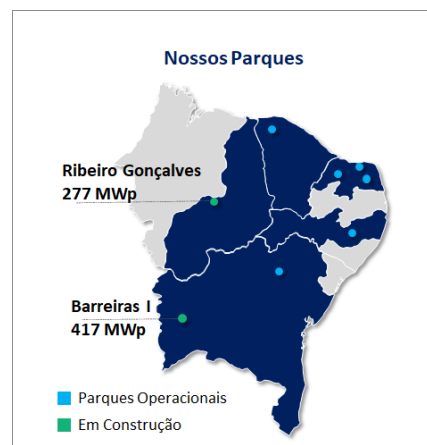 Nossos Parques
Ribeiro Gonçalves
277 MWp
Barreiras I
417 MWp
Parques Operacionais
Em Construção